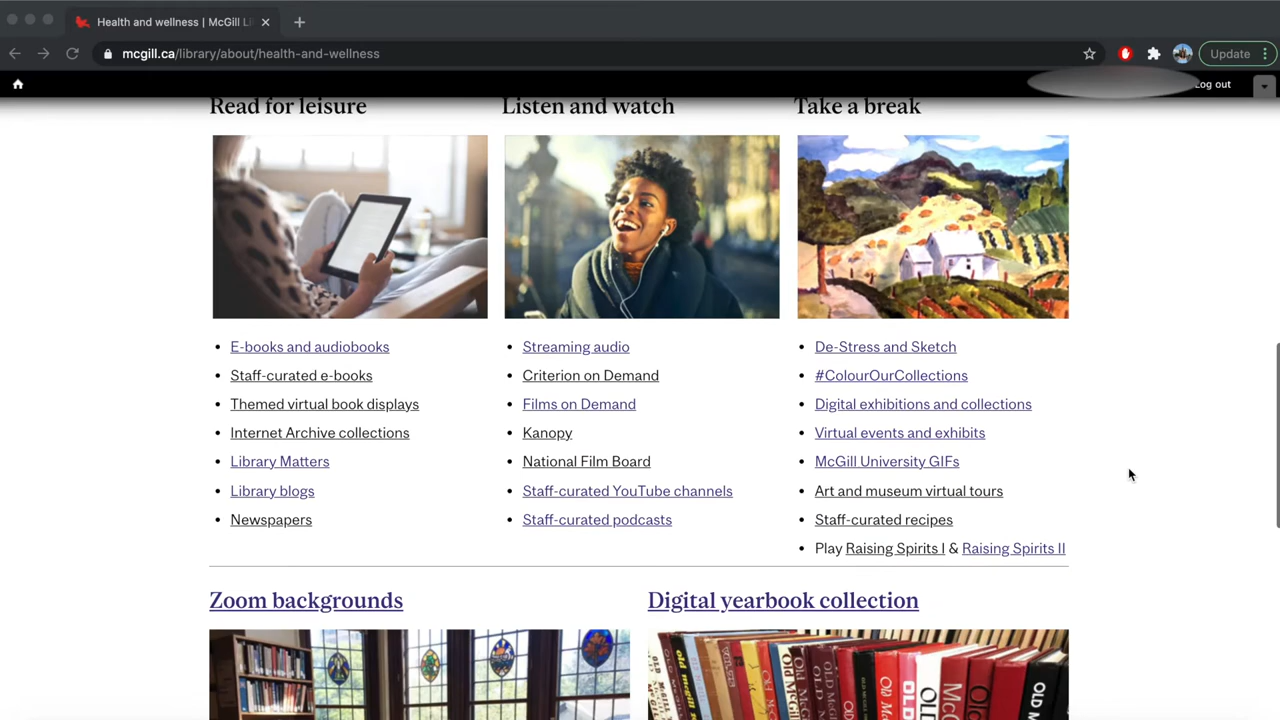 Health and wellness | McGill Li
mcgill.ca/library/about/health-and-wellness
Update
Log out
Read for leisure
Listen and watch
Take a break
E-books and audiobooks
Staff-curated e-books
Themed virtual book displays
Internet Archive collections
Library Matters
Library blogs
Newspapers
Streaming audio
Criterion on Demand
Films on Demand
Kanopy
National Film Board
Staff-curated YouTube channels
Staff-curated podcasts
De-Stress and Sketch
#ColourOurCollections
Digital exhibitions and collections
Virtual events and exhibits
McGill University GIFs
Art and museum virtual tours
Staff-curated recipes
Play Raising Spirits I & Raising Spirits II
Zoom backgrounds
Digital yearbook collection